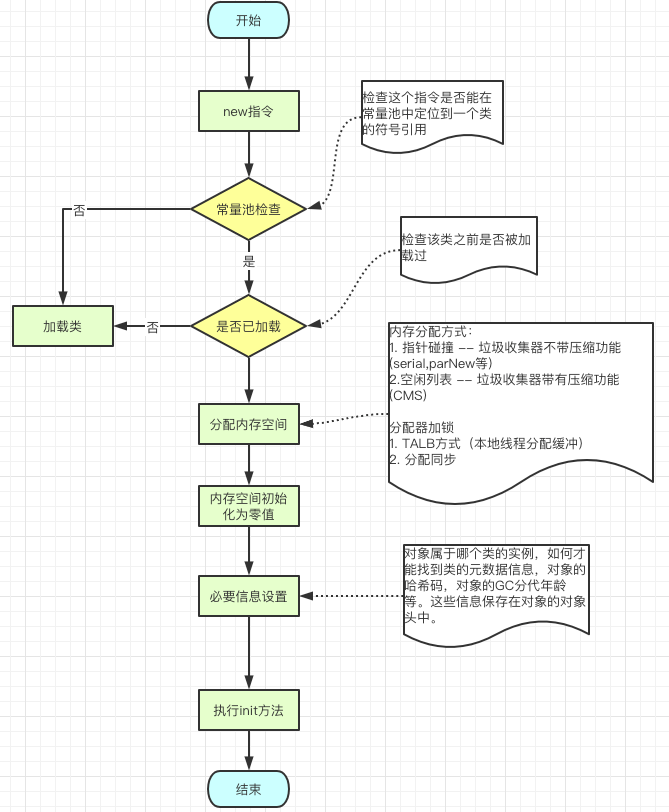 开始
new指令
检查这个指令是否能在
常量池中定位到一个类
的符号引用
常量池检查
否
是
检查该类之前是否被加
载过
加载类
否
是否已加载
内存分配方式：
1. 指针碰撞 -- 垃圾收集器不带压缩功能
(serial,parNew等)
2.空闲列表 -- 垃圾收集器带有压缩功能
(CMS)
分配器加锁
1. TALB方式（本地线程分配缓冲）
2. 分配同步
分配内存空间
内存空间初始
化为零值
对象属于哪个类的实例，如何才
能找到类的元数据信息，对象的
哈希码，对象的GC分代年龄
等。这些信息保存在对象的对象
头中。
必要信息设置
执行init方法
结束